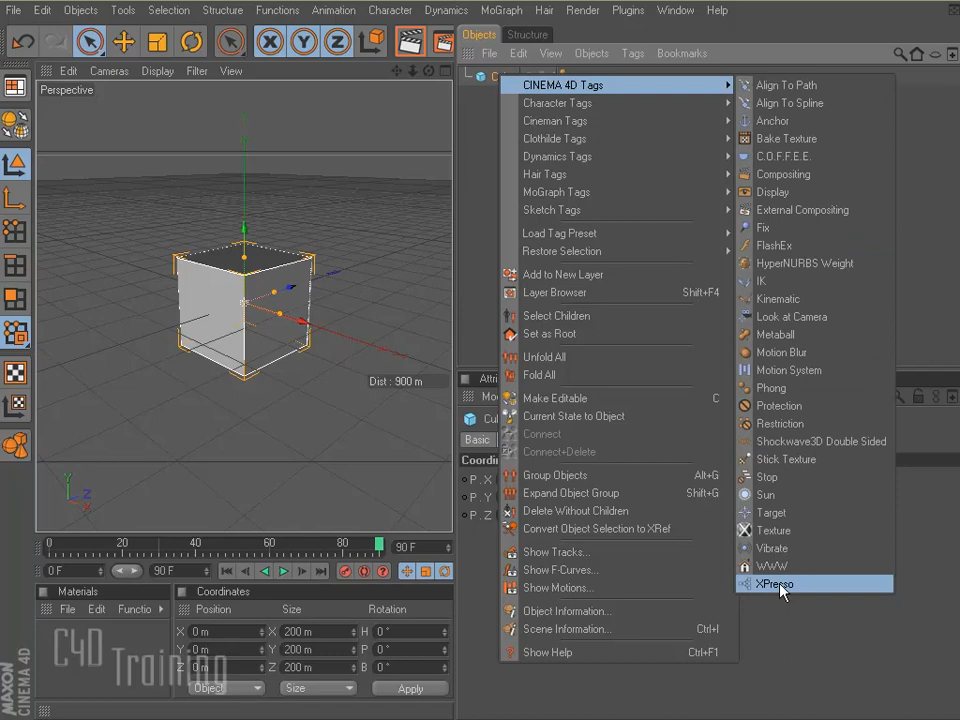 File Edit Objects Tools Selection Structure Functions Animation Character Dynamics MoGraph Hair Render Plugins Window Help
X Y Z
Objects Structure
File Edit View Objects Tags Bookmarks
Edit Cameras Display Filter View
Perspective
Dist : 900 m
Y
Z
X
CINEMA 4D Tags
Character Tags
Cineman Tags
Clothilde Tags
Dynamics Tags
Hair Tags
MoGraph Tags
Sketch Tags
Load Tag Preset
Restore Selection
Add to New Layer
Layer Browser Shift+F4
Select Children
Set as Root
Unfold All
Fold All
Make Editable C
Current State to Object
Connect
Connect+Delete
Group Objects Alt+G
Expand Object Group Shift+G
Delete Without Children
Convert Object Selection to XRef
Show Tracks...
Show F-Curves...
Show Motions...
Object Information...
Scene Information... Ctrl+I
Show Help Ctrl+F1
Align To Path
Align To Spline
Anchor
Bake Texture
C.O.F.F.E.E.
Compositing
Display
External Compositing
Fix
FlashEx
HyperNURBS Weight
IK
Kinematic
Look at Camera
Metaball
Motion Blur
Motion System
Phong
Protection
Restriction
Shockwave3D Double Sided
Stick Texture
Stop
Sun
Target
Texture
Vibrate
WWW
XPresso
Attri
Mo
Cu
Basic
Coordin
P . X
P . Y
P . Z
0 20 40 60 80 90 F
0 F 90 F
Materials
File Edit Functio
C4D
Training
Coordinates
Position Size Rotation
X 0 m X 200 m H 0 °
Y 0 m Y 200 m P 0 °
Z 0 m Z 200 m B 0 °
Object Size Apply
MAXON
CINEMA 4D